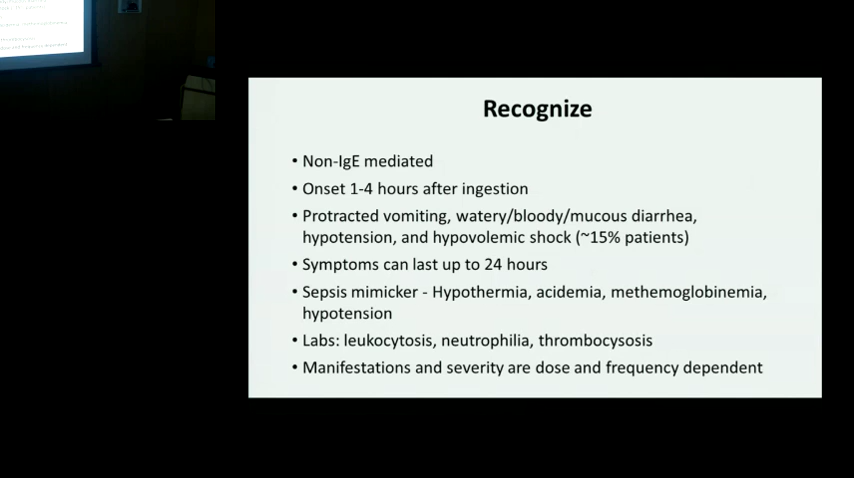 Recognize
• Non-IgE mediated
• Onset 1-4 hours after ingestion
• Protracted vomiting, watery/bloody/mucous diarrhea,
hypotension, and hypovolemic shock (~15% patients)
• Symptoms can last up to 24 hours
• Sepsis mimicker - Hypothermia, acidemia, methemoglobinemia,
hypotension
• Labs: leukocytosis, neutrophilia, thrombocysosis
• Manifestations and severity are dose and frequency dependent